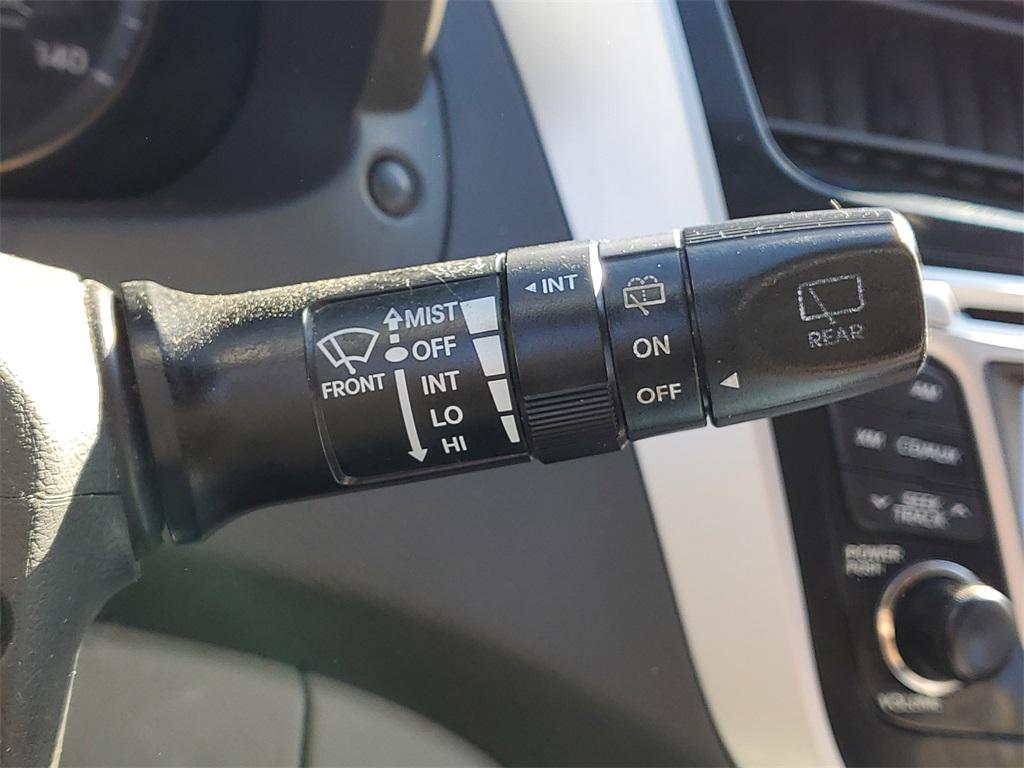 140
MIST
OFF
INT
LO
HI
FRONT
INT
ON
OFF
REAR
AM
XM CD/AUX
SEEK
TRACK
POWER
PUSH
VOLUME